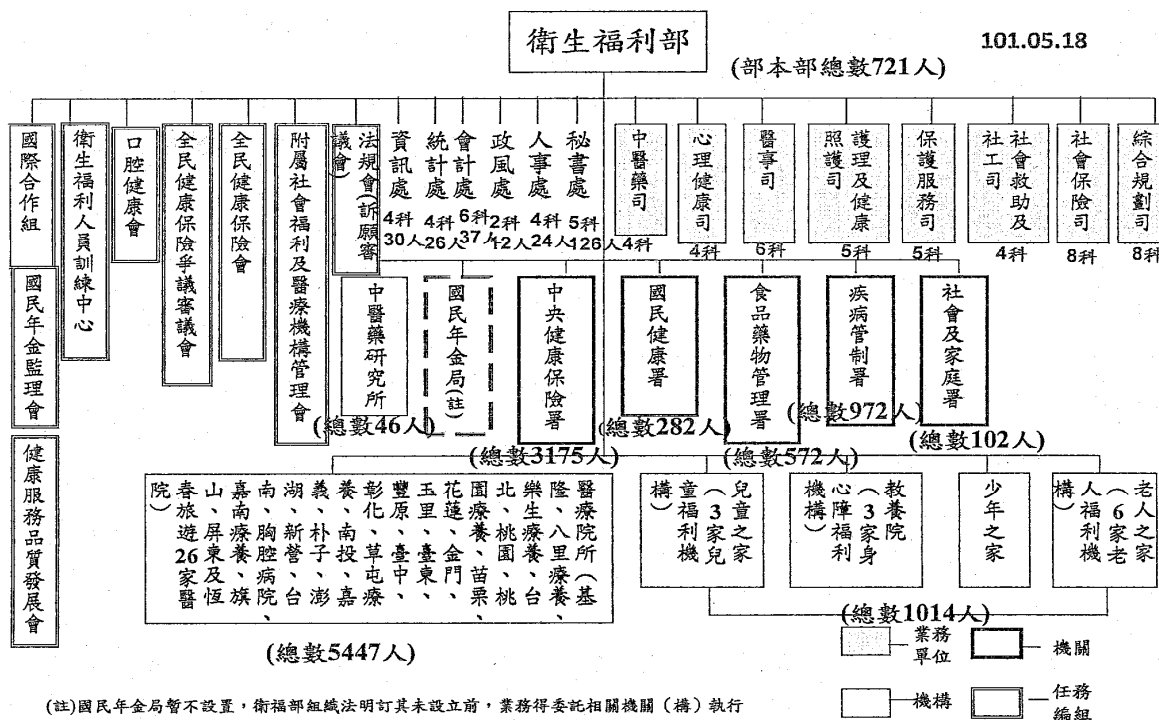 衛生福利部
101.05.18
(部本部總數721人)
國際合作組
衛生福利人員訓練中心
口腔健康會
全民健康保險爭議審議會
全民健康保險會
附屬社會福利及醫療機構管理會
法規會(訴願審
議會)
資訊處
4科
30人
統計處
4科
26人
會計處
6科
37人
政風處
2科
12人
人事處
4科
24人
秘書處
5科
126人
中醫藥司
4科
心理健康司
4科
醫事司
6科
護理及健康
照護司
5科
保護服務司
5科
社會救助及
社工司
4科
社會保險司
8科
綜合規劃司
8科
國民年金監理會
健康服務品質發展會
中醫藥研究所
(總數46人)
國民年金局(註)
中央健康保險署
(總數3175人)
國民健康署
(總數282人)
食品藥物管理署
(總數572人)
疾病管制署
(總數972人)
社會及家庭署
(總數102人)
醫療院所(基
隆、八里療養、
樂生療養、台
北、桃園、桃
園療養、苗栗、
花蓮、金門、
玉里、臺東、
豐原、臺中、
彰化、草屯療
養、南投、嘉
義、朴子、澎
湖、新營、台
南、胸腔病院、
嘉南療養、旗
山、屏東及恆
春旅遊26家醫
院)
(總數5447人)
兒童之家
(3家兒
童福利機
構)
教養院
(3家身
心障福利
機構)
少年之家
老人之家
(6家老
人福利機
構)
(總數1014人)
業務
單位
機關
機構
任務
編組
(註)國民年金局暫不設置，衛福部組織法明訂其未設立前，業務得委託相關機關（構）執行